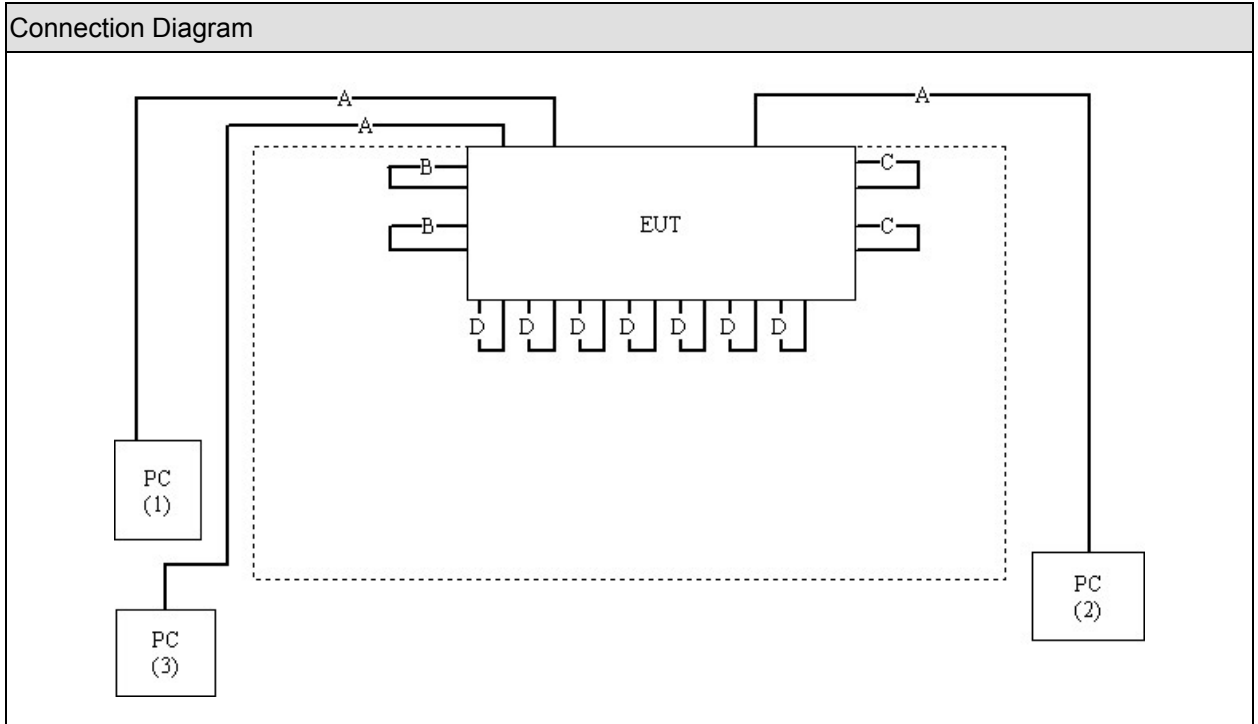 Connection Diagram
A
A
A
B
C
B
EUT
C
D D D D D D D
PC
(1)
PC
(2)
PC
(3)